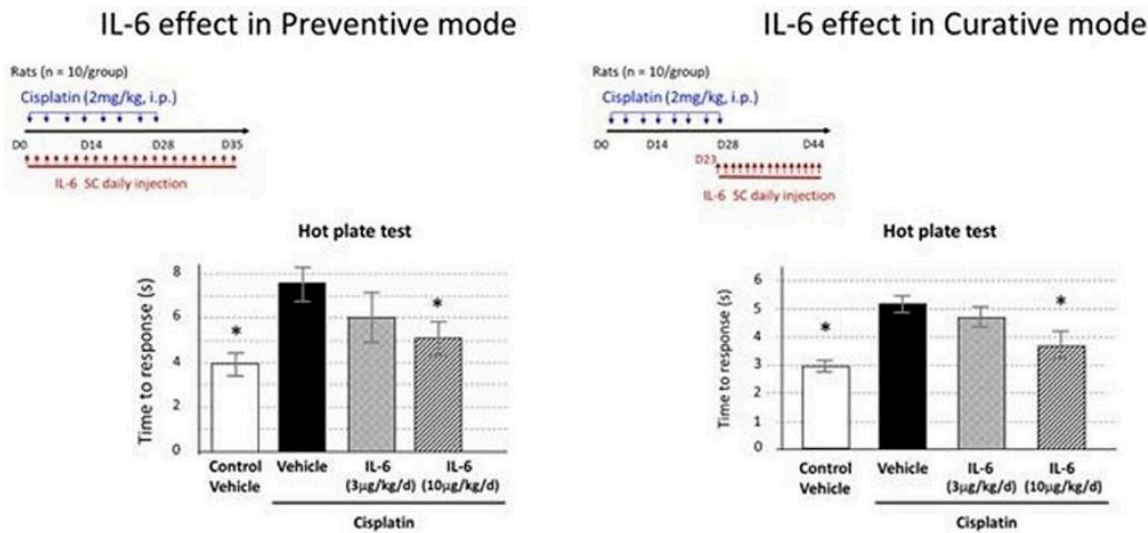 IL-6 effect in Preventive mode
Rats (n = 10/group)
Cisplatin (2mg/kg, i.p.)
D0 D14 D28 D35
IL-6 SC daily injection
Hot plate test
Time to response (s)
8
6
4
2
0
*
*
Control Vehicle
Vehicle
IL-6 (3µg/kg/d)
IL-6 (10µg/kg/d)
Cisplatin
IL-6 effect in Curative mode
Rats (n = 10/group)
Cisplatin (2mg/kg, i.p.)
D0 D14 D28 D44
D23
IL-6 SC daily injection
Hot plate test
Time to response (s)
6
5
4
3
2
1
0
*
*
Control Vehicle
Vehicle
IL-6 (3µg/kg/d)
IL-6 (10µg/kg/d)
Cisplatin